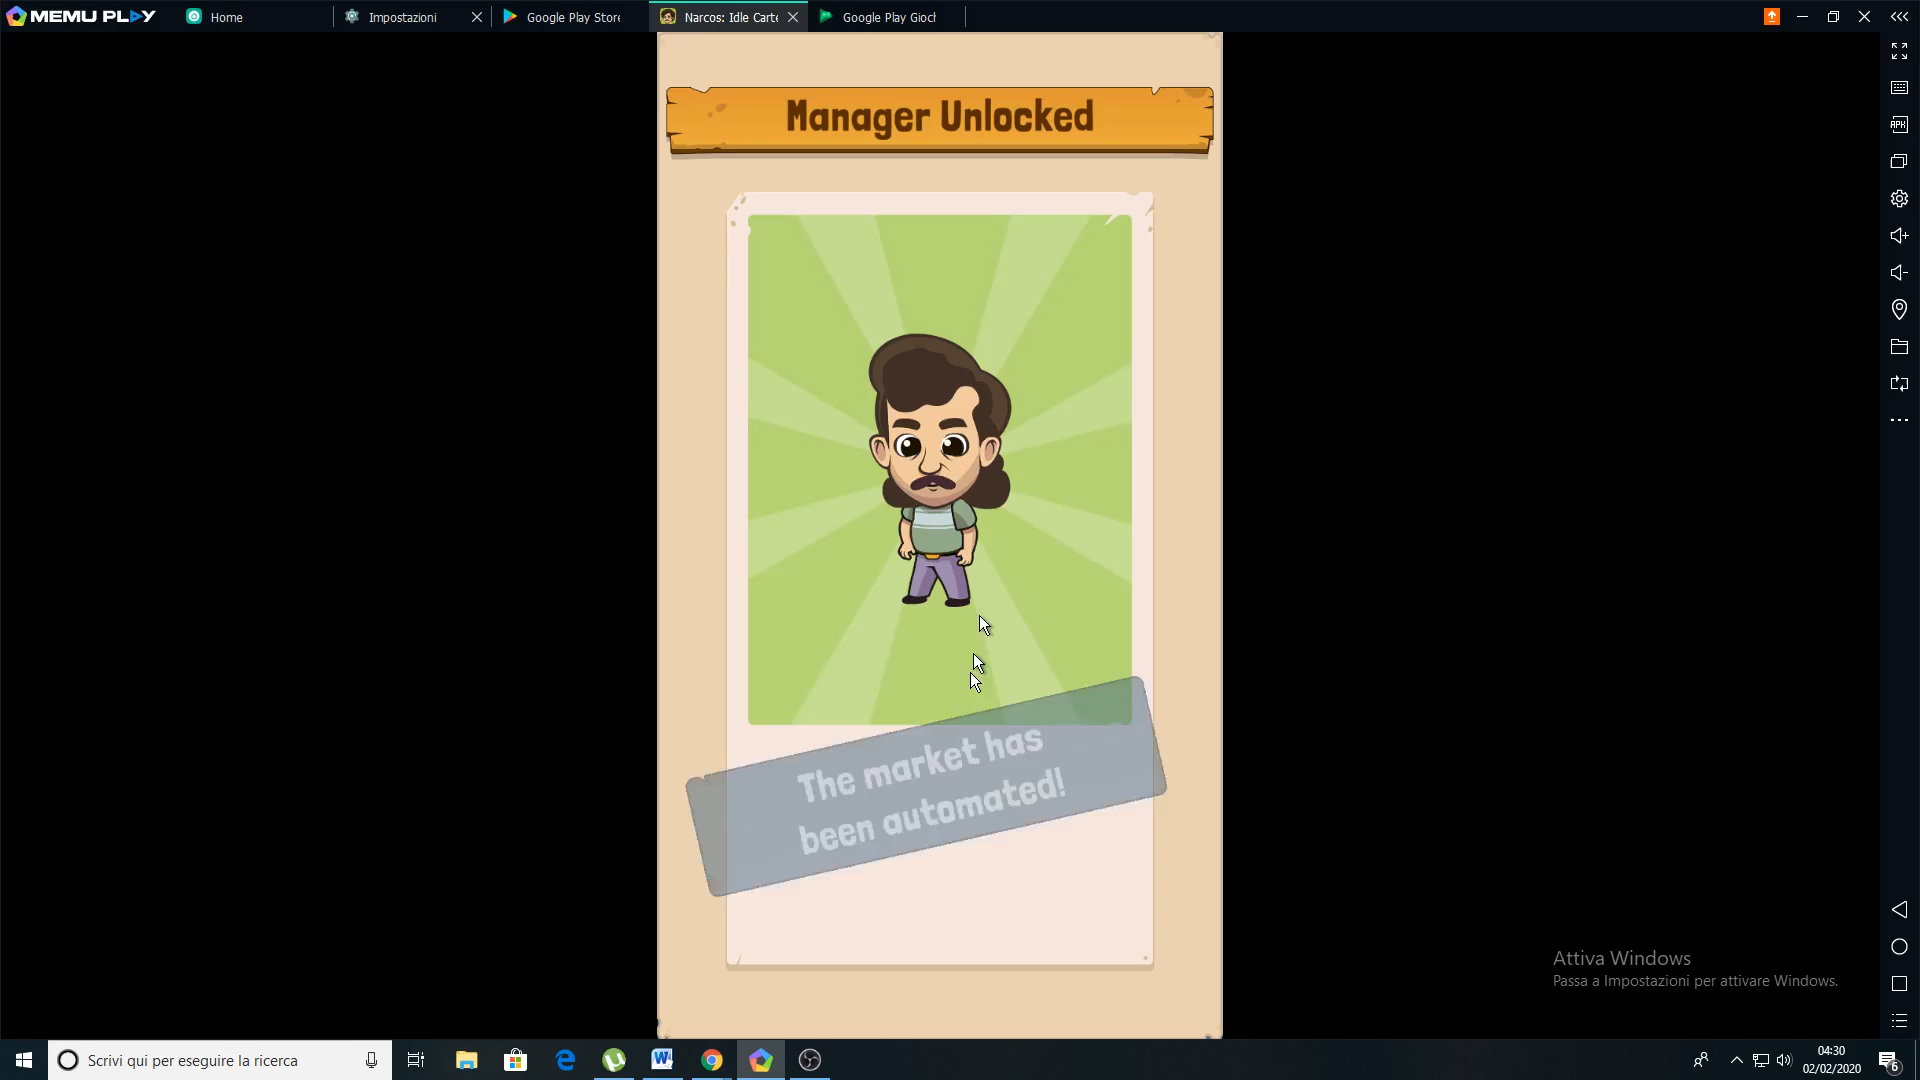 MEMU PLAY
Home
Impostazioni
Google Play Store
Narcos: Idle Carte
Google Play Gioch
APK
Manager Unlocked
The market has
been automated!
Attiva Windows
Passa a Impostazioni per attivare Windows.
Scrivi qui per eseguire la ricerca
W
04:30
02/02/2020
6